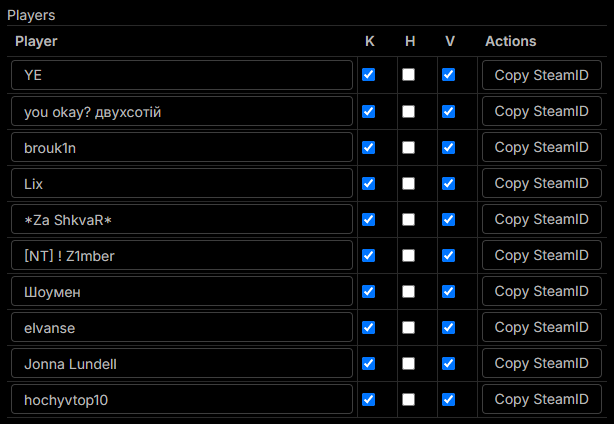 Players
Player K H V Actions
YE Copy SteamID
you okay? двухсотій Copy SteamID
brouk1n Copy SteamID
Lix Copy SteamID
*Za ShkvaR* Copy SteamID
[NT] ! Z1mber Copy SteamID
Шоумен Copy SteamID
elvanse Copy SteamID
Jonna Lundell Copy SteamID
hochyvtop10 Copy SteamID